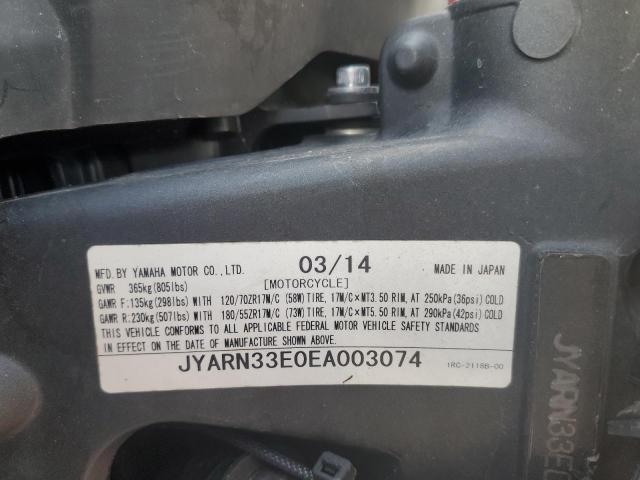 MFD. BY YAMAHA MOTOR CO., LTD. 03/14 MADE IN JAPAN
GVWR 365kg(805lbs) [MOTORCYCLE]
GAWR F:135kg(298lbs) WITH 120/70ZR17M/C (58W) TIRE, 17M/C×MT3.50 RIM, AT 250kPa(36psi) COLD
GAWR R:230kg(507lbs) WITH 180/55ZR17M/C (73W) TIRE, 17M/C×MT5.50 RIM, AT 290kPa(42psi) COLD
THIS VEHICLE CONFORMS TO ALL APPLICABLE FEDERAL MOTOR VEHICLE SAFETY STANDARDS
IN EFFECT ON THE DATE OF MANUFACTURE SHOWN ABOVE.
JYARN33E0EA003074 1RC-2118B-00
JYARN33E0